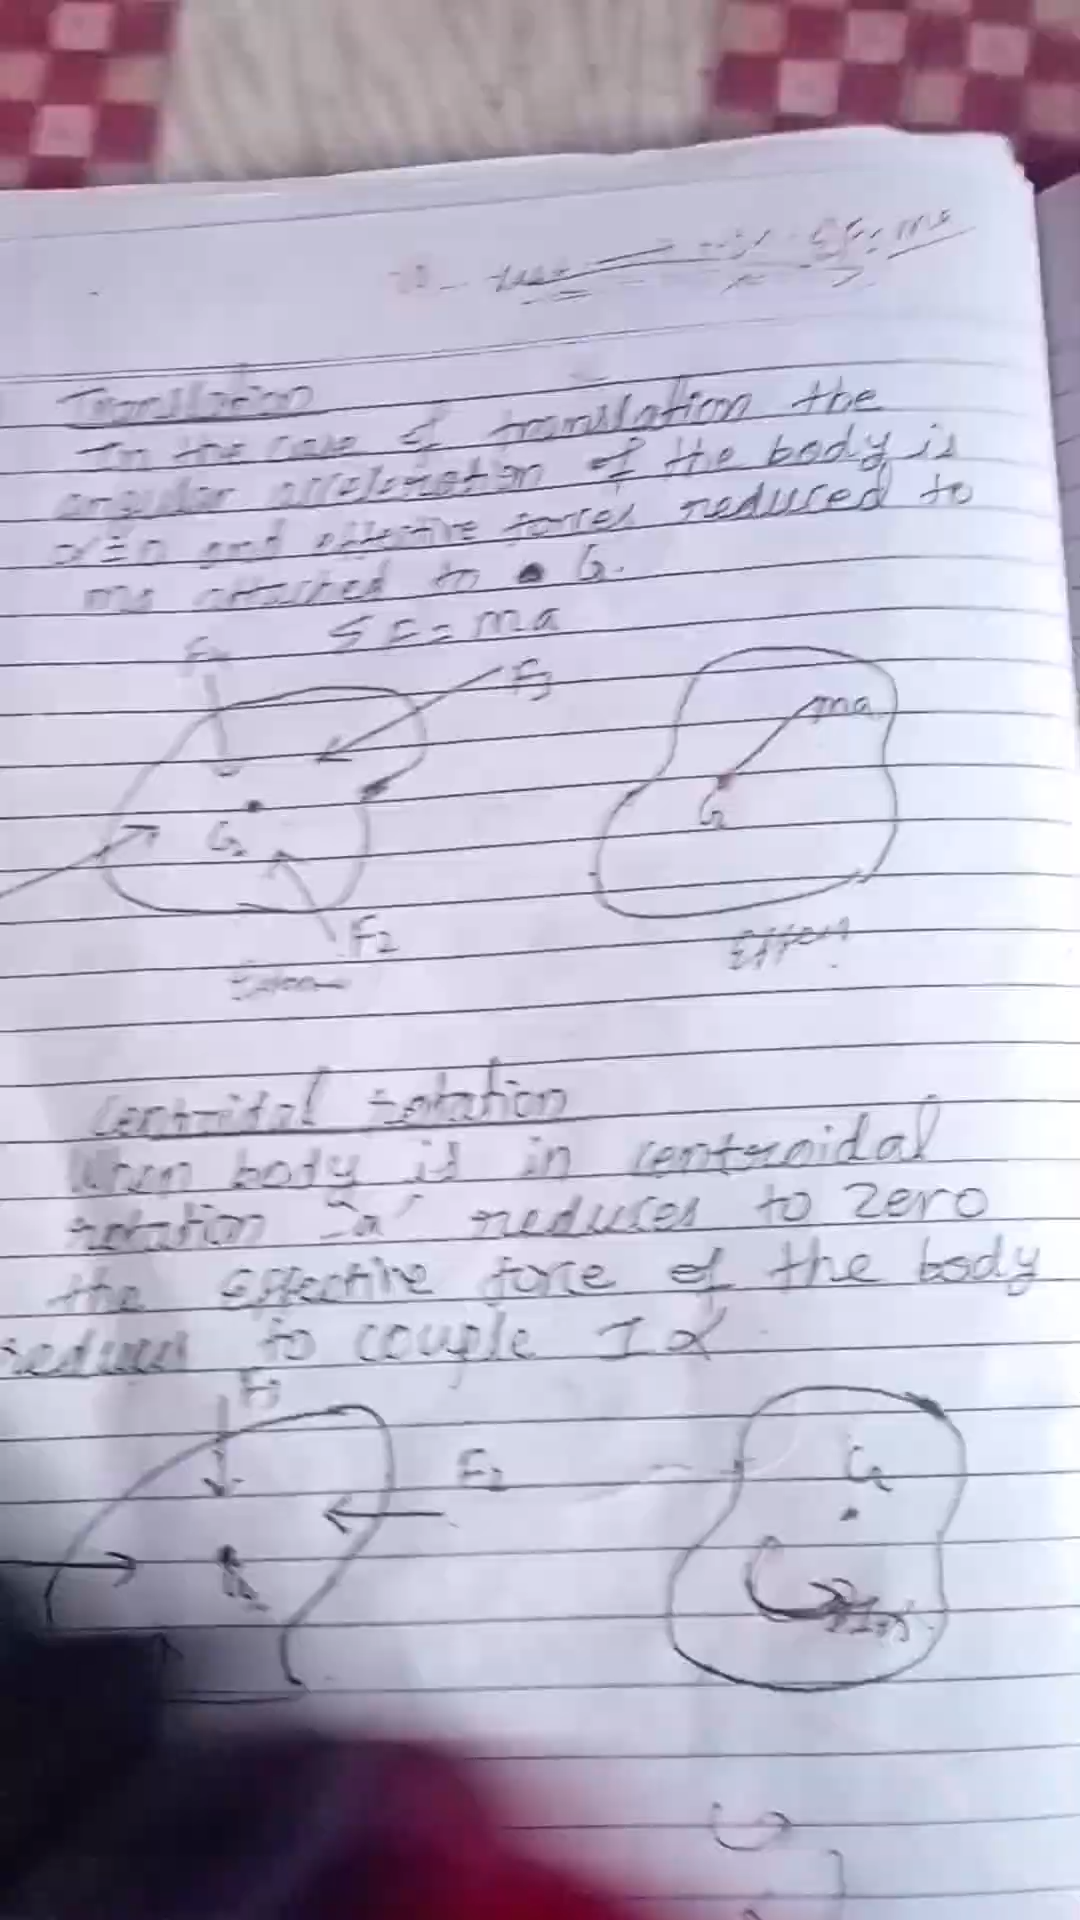 ΣF = ma
Translation
In the case of translation the
angular acceleration of the body is
α = 0 and effective forces reduced to
ma attached to G.
ΣF = ma
F3
ma
G
G
F2
Centroidal rotation
When body is in centroidal
rotation "a" reduces to zero
the effective force of the body
reduces to couple Iα.
F1
F2
G
G
Iα